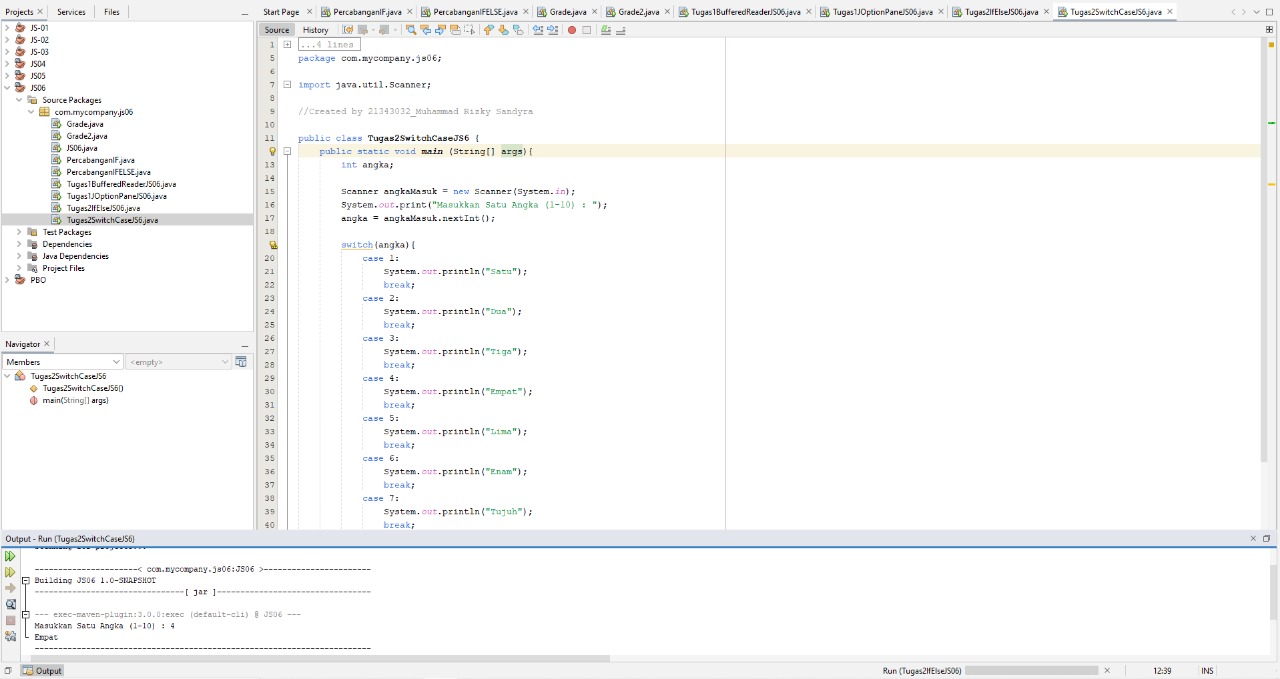 Projects Services Files
JS-01
JS-02
JS-03
JS04
JS05
JS06
Source Packages
com.mycompany.js06
Grade.java
Grade2.java
JS06.java
PercabanganIF.java
PercabanganIFELSE.java
Tugas1BufferedReaderJS06.java
Tugas1JOptionPaneJS06.java
Tugas2IfElseJS06.java
Tugas2SwitchCaseJS6.java
Test Packages
Dependencies
Java Dependencies
Project Files
PBO
Navigator
Members <empty>
Tugas2SwitchCaseJS6
Tugas2SwitchCaseJS6()
main(String[] args)
Start Page PercabanganIF.java PercabanganIFELSE.java Grade.java Grade2.java Tugas1BufferedReaderJS06.java Tugas1JOptionPaneJS06.java Tugas2IfElseJS06.java Tugas2SwitchCaseJS6.java
Source History
1 ...4 lines
5 package com.mycompany.js06;
6
7 import java.util.Scanner;
8
9 //Created by 21343032_Muhammad Rizky Sandyra
10
11 public class Tugas2SwitchCaseJS6 {
public static void main (String[] args){
13 int angka;
14
15 Scanner angkaMasuk = new Scanner(System.in);
16 System.out.print("Masukkan Satu Angka (1-10) : ");
17 angka = angkaMasuk.nextInt();
18
switch(angka){
20 case 1:
21 System.out.println("Satu");
22 break;
23 case 2:
24 System.out.println("Dua");
25 break;
26 case 3:
27 System.out.println("Tiga");
28 break;
29 case 4:
30 System.out.println("Empat");
31 break;
32 case 5:
33 System.out.println("Lima");
34 break;
35 case 6:
36 System.out.println("Enam");
37 break;
38 case 7:
39 System.out.println("Tujuh");
40 break;
Output - Run (Tugas2SwitchCaseJS6)
----------------------< com.mycompany.js06:JS06 >-----------------------
Building JS06 1.0-SNAPSHOT
--------------------------------[ jar ]---------------------------------
--- exec-maven-plugin:3.0.0:exec (default-cli) @ JS06 ---
Masukkan Satu Angka (1-10) : 4
Empat
------------------------------------------------------------------------
Output Run (Tugas2IfElseJS06) 12:39 INS